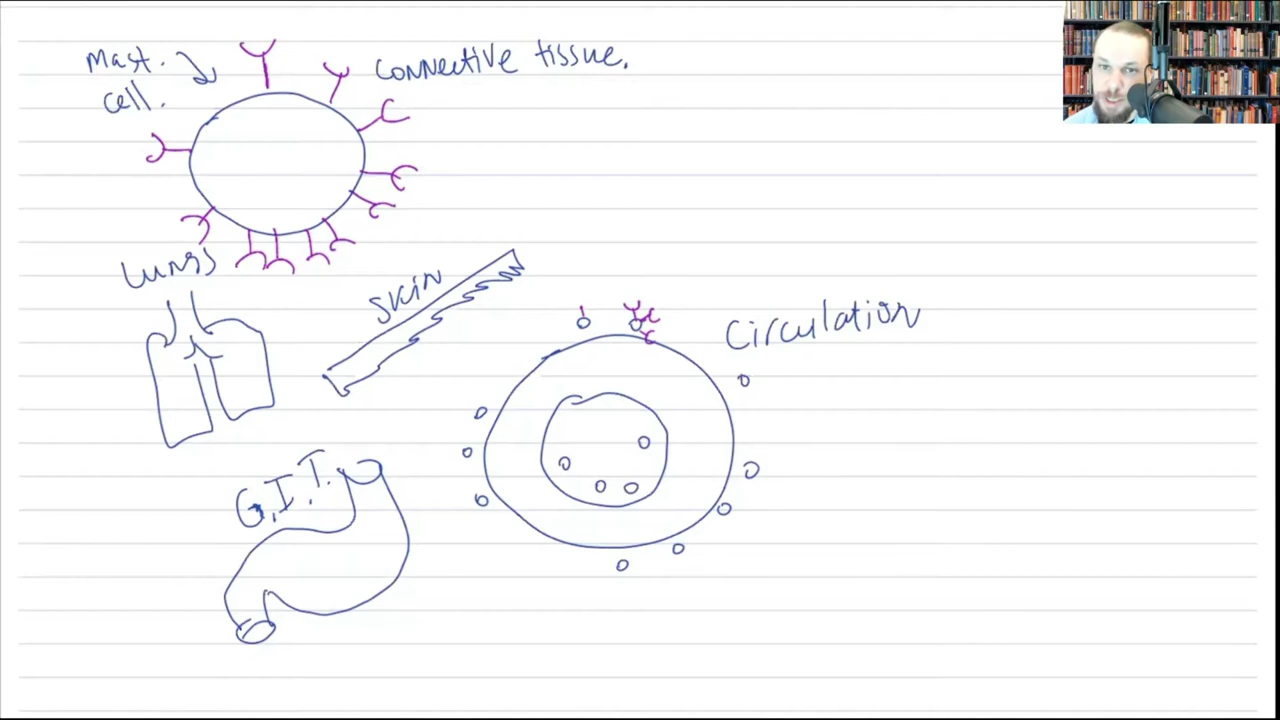 mast.
cell.
connective tissue.
Lungs
skin
circulation
G.I.T.